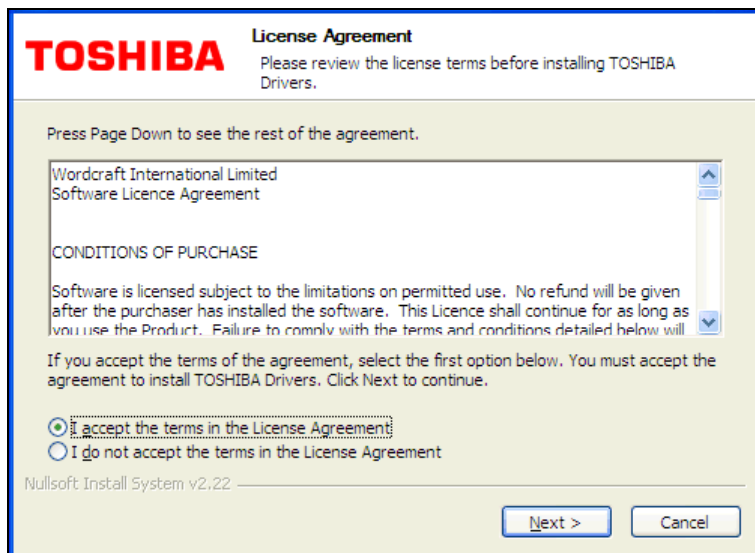 TOSHIBA
License Agreement
Please review the license terms before installing TOSHIBA
Drivers.
Press Page Down to see the rest of the agreement.
Wordcraft International Limited
Software Licence Agreement
CONDITIONS OF PURCHASE
Software is licensed subject to the limitations on permitted use.  No refund will be given
after the purchaser has installed the software.  This Licence shall continue for as long as
you use the Product.  Failure to comply with the terms and conditions detailed below will
If you accept the terms of the agreement, select the first option below. You must accept the
agreement to install TOSHIBA Drivers. Click Next to continue.
I accept the terms in the License Agreement
I do not accept the terms in the License Agreement
Nullsoft Install System v2.22
Next >
Cancel